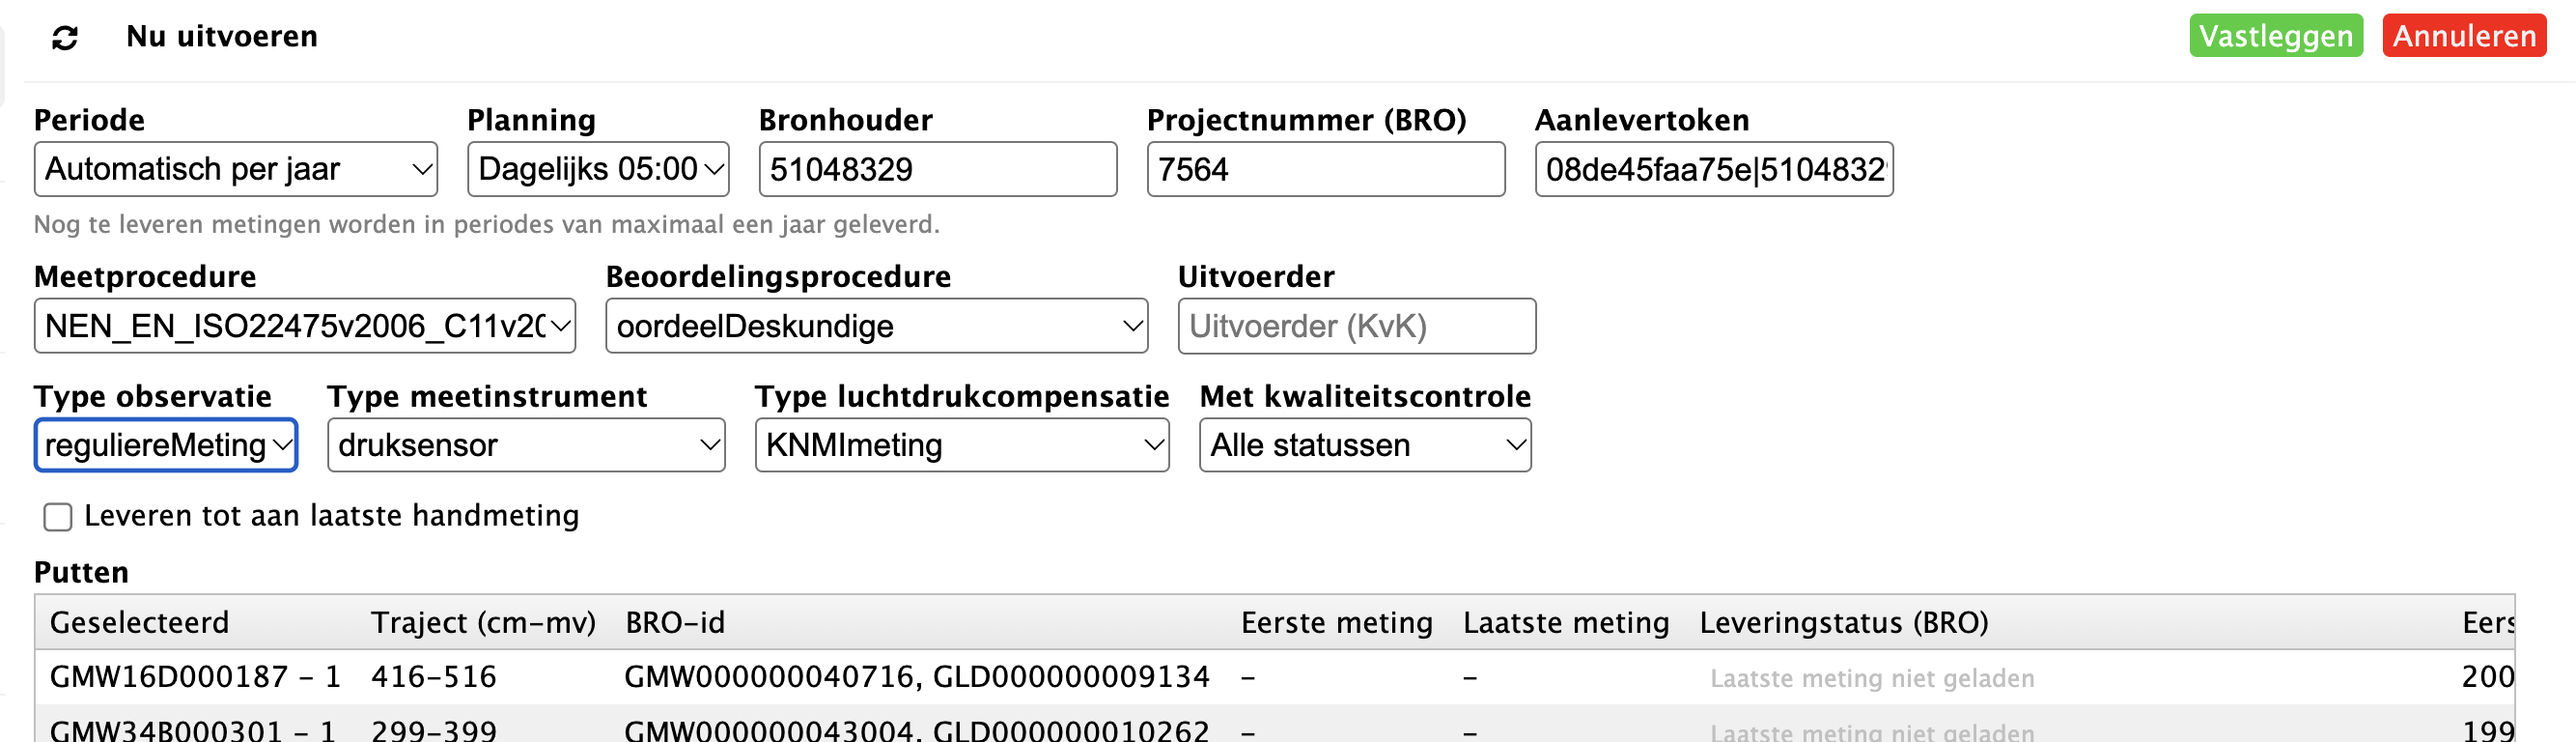 Nu uitvoeren Vastleggen Annuleren
Periode Planning Bronhouder Projectnummer (BRO) Aanlevertoken
Automatisch per jaar Dagelijks 05:00 51048329 7564 08de45faa75e|5104832
Nog te leveren metingen worden in periodes van maximaal een jaar geleverd.
Meetprocedure Beoordelingsprocedure Uitvoerder
NEN_EN_ISO22475v2006_C11v20 oordeelDeskundige Uitvoerder (KvK)
Type observatie Type meetinstrument Type luchtdrukcompensatie Met kwaliteitscontrole
reguliereMeting druksensor KNMImeting Alle statussen
Leveren tot aan laatste handmeting
Putten
Geselecteerd Traject (cm-mv) BRO-id Eerste meting Laatste meting Leveringstatus (BRO) Eers
GMW16D000187 - 1 416-516 GMW000000040716, GLD000000009134 - - Laatste meting niet geladen 200
GMW34B000301 - 1 299-399 GMW000000043004, GLD000000010262 - - Laatste meting niet geladen 199